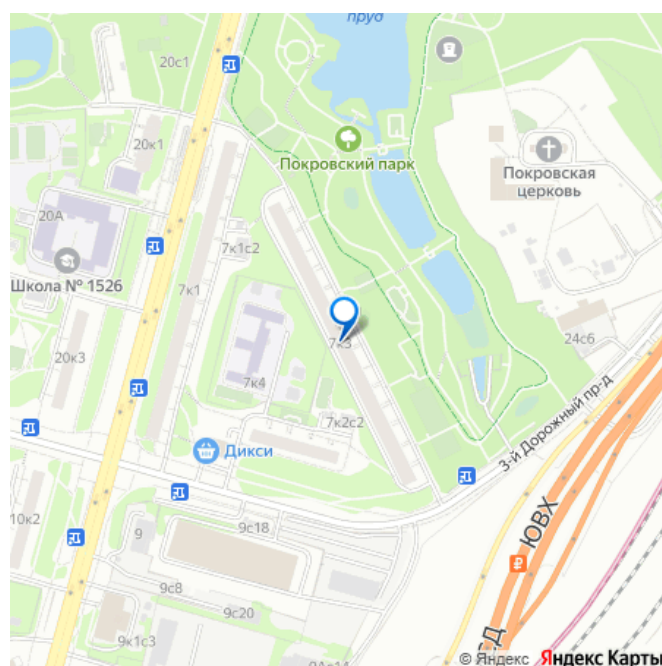 пруд
20с1
20к1
Покровский парк
Покровская
церковь
20А
7к1с2
Школа № 1526
7к1
20к3
7к3
24с6
7к4
7к2с2
Дикси
3-й Дорожный пр-д
10к2
9
9с18
ЮВХ
9с8
9с20
9к1с3
© Яндекс Яндекс Карты